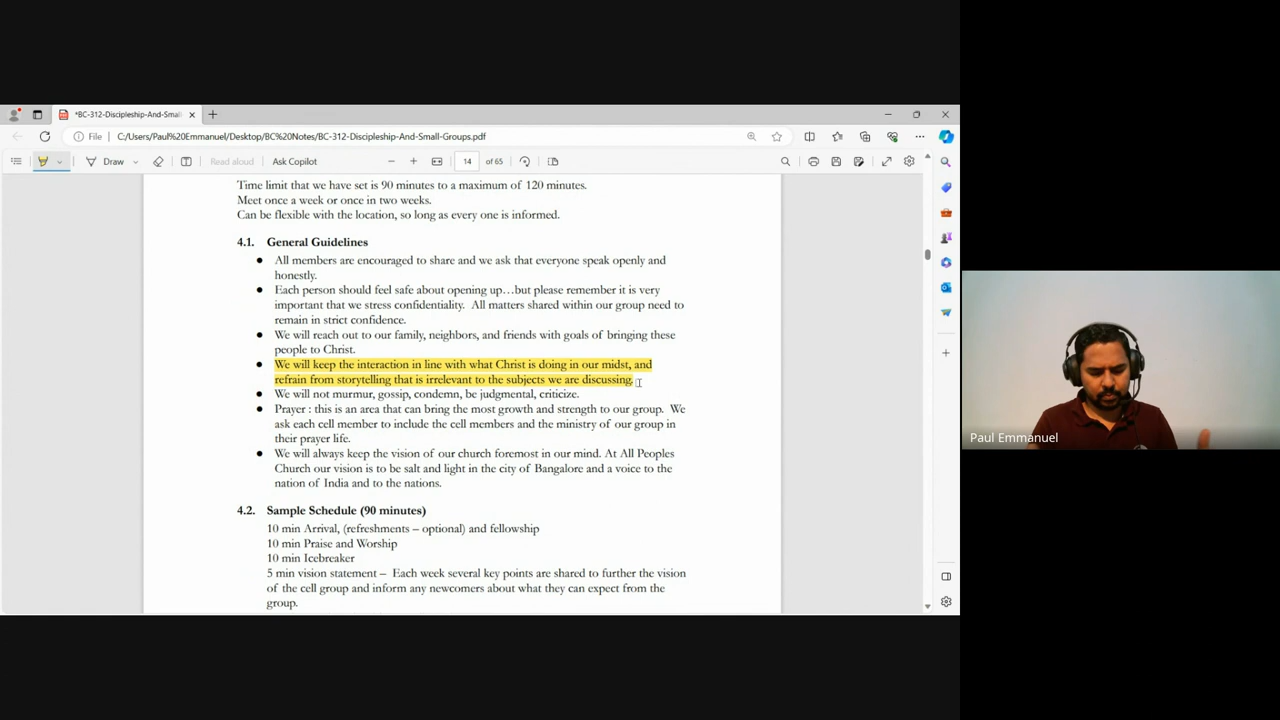 *BC-312-Discipleship-And-Small-
File
C:/Users/Paul%20Emmanuel/Desktop/BC%20Notes/BC-312-Discipleship-And-Small-Groups.pdf
Draw
Read aloud
Ask Copilot
14 of 65
Time limit that we have set is 90 minutes to a maximum of 120 minutes.
Meet once a week or once in two weeks.
Can be flexible with the location, so long as every one is informed.
4.1. General Guidelines
● All members are encouraged to share and we ask that everyone speak openly and
honestly.
● Each person should feel safe about opening up…but please remember it is very
important that we stress confidentiality. All matters shared within our group need to
remain in strict confidence.
● We will reach out to our family, neighbors, and friends with goals of bringing these
people to Christ.
● We will keep the interaction in line with what Christ is doing in our midst, and
refrain from storytelling that is irrelevant to the subjects we are discussing.
● We will not murmur, gossip, condemn, be judgmental, criticize.
● Prayer : this is an area that can bring the most growth and strength to our group. We
ask each cell member to include the cell members and the ministry of our group in
their prayer life.
● We will always keep the vision of our church foremost in our mind. At All Peoples
Church our vision is to be salt and light in the city of Bangalore and a voice to the
nation of India and to the nations.
4.2. Sample Schedule (90 minutes)
10 min Arrival, (refreshments – optional) and fellowship
10 min Praise and Worship
10 min Icebreaker
5 min vision statement – Each week several key points are shared to further the vision
of the cell group and inform any newcomers about what they can expect from the
group.
Paul Emmanuel